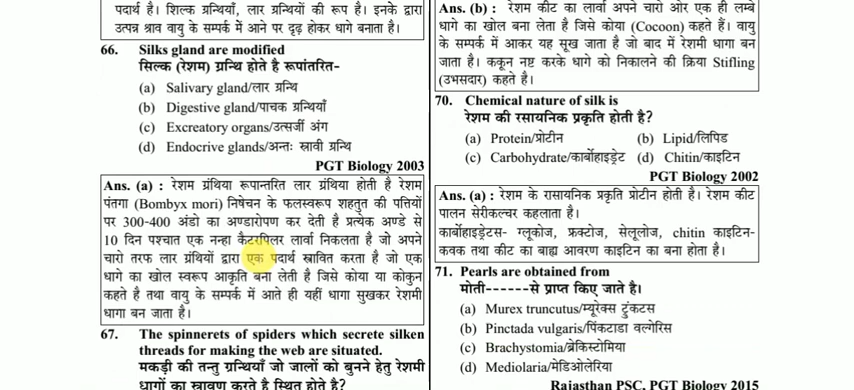 पदार्थ है। शिल्क ग्रन्थियाँ, लार ग्रन्थियों की रूप है। इनके द्वारा
उत्पन्न श्राव वायु के सम्पर्क में आने पर दृढ़ होकर धागे बनाता है।
66. Silks gland are modified
सिल्क (रेशम) ग्रन्थि होते है रूपांतरित-
(a) Salivary gland/लार ग्रन्थि
(b) Digestive gland/पाचक ग्रन्थियाँ
(c) Excreatory organs/उत्सर्जी अंग
(d) Endocrive glands/अन्तः स्रावी ग्रन्थि
PGT Biology 2003
Ans. (a) : रेशम ग्रंथिया रूपान्तरित लार ग्रंथिया होती है रेशम
पंतगा (Bombyx mori) निषेचन के फलस्वरूप शहतुत की पत्तियों
पर 300-400 अंडो का अण्डारोपण कर देती है प्रत्येक अण्डे से
10 दिन पश्चात एक नन्हा कैटरपिलर लार्वा निकलता है जो अपने
चारो तरफ लार ग्रंथियों द्वारा एक पदार्थ स्त्रावित करता है जो एक
धागे का खोल स्वरूप आकृति बना लेती है जिसे कोया या कोकुन
कहते है तथा वायु के सम्पर्क में आते ही यहीं धागा सुखकर रेशमी
धागा बन जाता है।
67. The spinnerets of spiders which secrete silken
threads for making the web are situated.
मकड़ी की तन्तु ग्रन्थियाँ जो जालों को बुनने हेतु रेशमी
धागों का स्त्रावण करते है स्थित होते है?
Ans. (b) : रेशम कीट का लार्वा अपने चारो ओर एक ही लम्बे
धागे का खोल बना लेता है जिसे कोया (Cocoon) कहते हैं। वायु
के सम्पर्क में आकर यह सूख जाता है जो बाद में रेशमी धागा बन
जाता है। ककून नष्ट करके धागे को निकालने की क्रिया Stifling
(उभसदार) कहते है।
70. Chemical nature of silk is
रेशम की रसायनिक प्रकृति होती है?
(a) Protein/प्रोटीन (b) Lipid/लिपिड
(c) Carbohydrate/कार्बोहाइड्रेट (d) Chitin/काइटिन
PGT Biology 2002
Ans. (a) : रेशम के रासायनिक प्रकृति प्रोटीन होती है। रेशम कीट
पालन सेरीकल्चर कहलाता है।
कार्बोहाइड्रेटस- ग्लूकोज, फ्रक्टोज, सेलूलोज, chitin काइटिन-
कवक तथा कीट का बाह्य आवरण काइटिन का बना होता है।
71. Pearls are obtained from
मोती------से प्राप्त किए जाते है।
(a) Murex truncutus/म्यूरेक्स ट्रुंकटस
(b) Pinctada vulgaris/पिंकटाडा वल्गेरिस
(c) Brachystomia/ब्रेकिस्टोमिया
(d) Mediolaria/मेडिओलेरिया
Rajasthan PSC, PGT Biology 2015